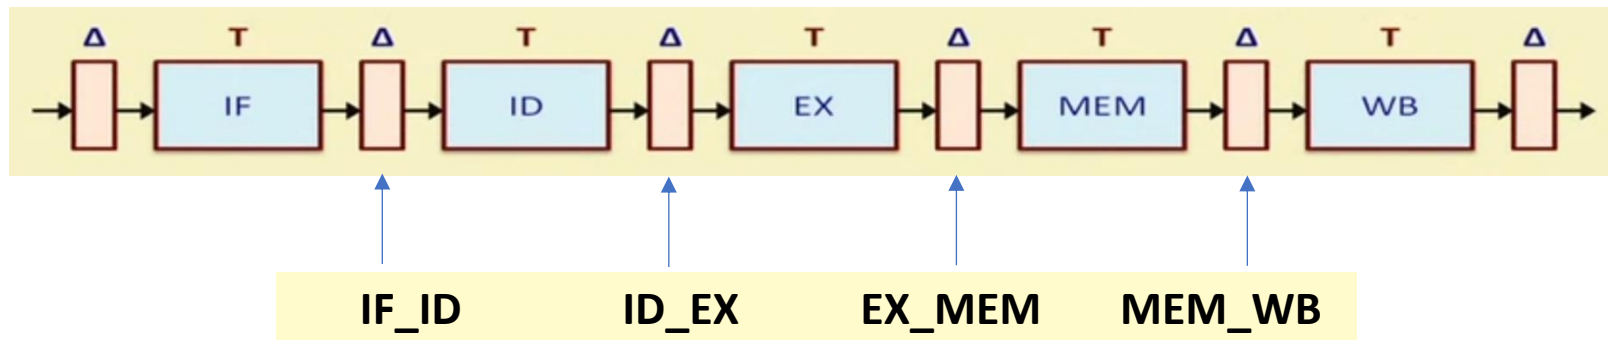 Δ T Δ T Δ T Δ T Δ T Δ
IF ID EX MEM WB
IF_ID ID_EX EX_MEM MEM_WB